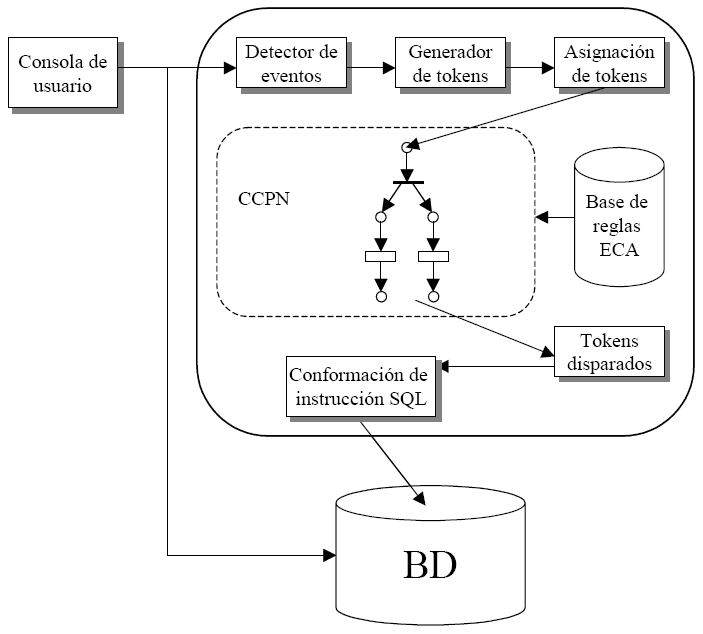 Consola de
usuario
Detector de
eventos
Generador
de tokens
Asignación
de tokens
CCPN
Base de
reglas
ECA
Tokens
disparados
Conformación de
instrucción SQL
BD